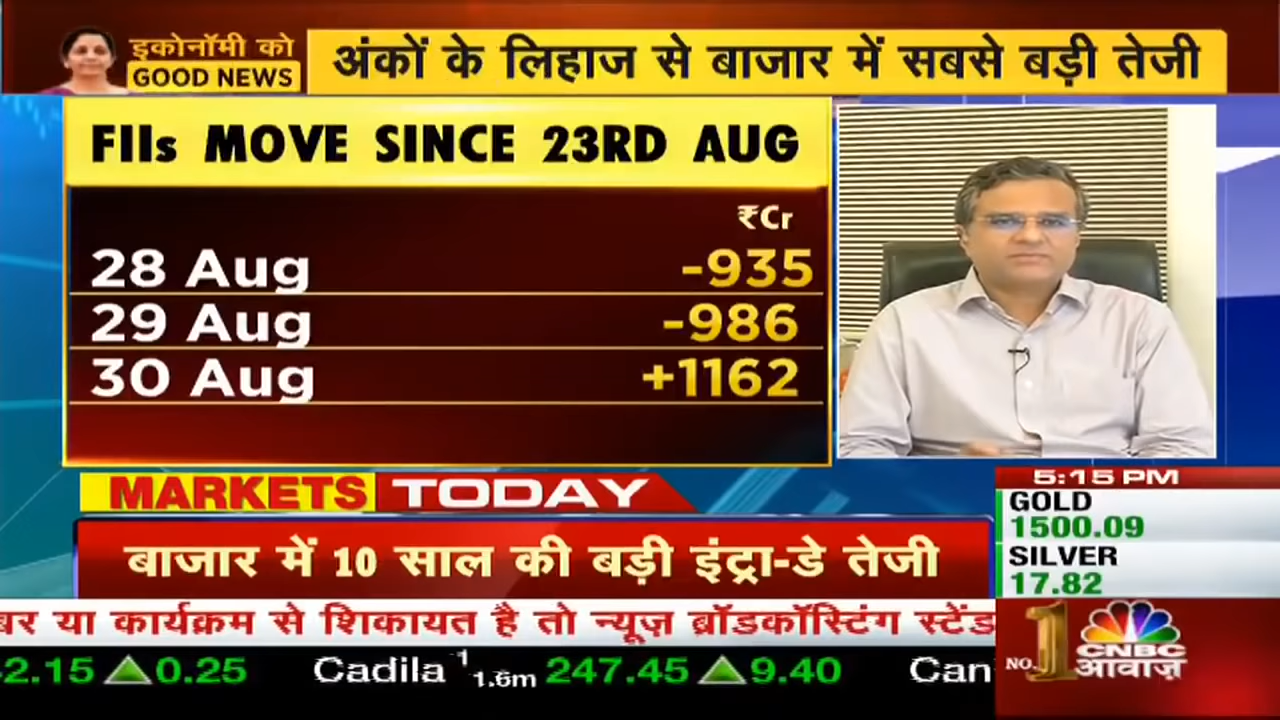 इकोनॉमी को
GOOD NEWS
अंकों के लिहाज से बाजार में सबसे बड़ी तेजी
FIIs MOVE SINCE 23RD AUG
₹Cr
28 Aug -935
29 Aug -986
30 Aug +1162
MARKETS TODAY
बाजार में 10 साल की बड़ी इंट्रा-डे तेजी
5:15 PM
GOLD
1500.09
SILVER
17.82
बर या कार्यक्रम से शिकायत है तो न्यूज़ ब्रॉडकॉस्टिंग स्टेंड
2.15 ▲0.25 Cadila 1.6m 247.45 ▲9.40 Can
NO.1 CNBC
आवाज़